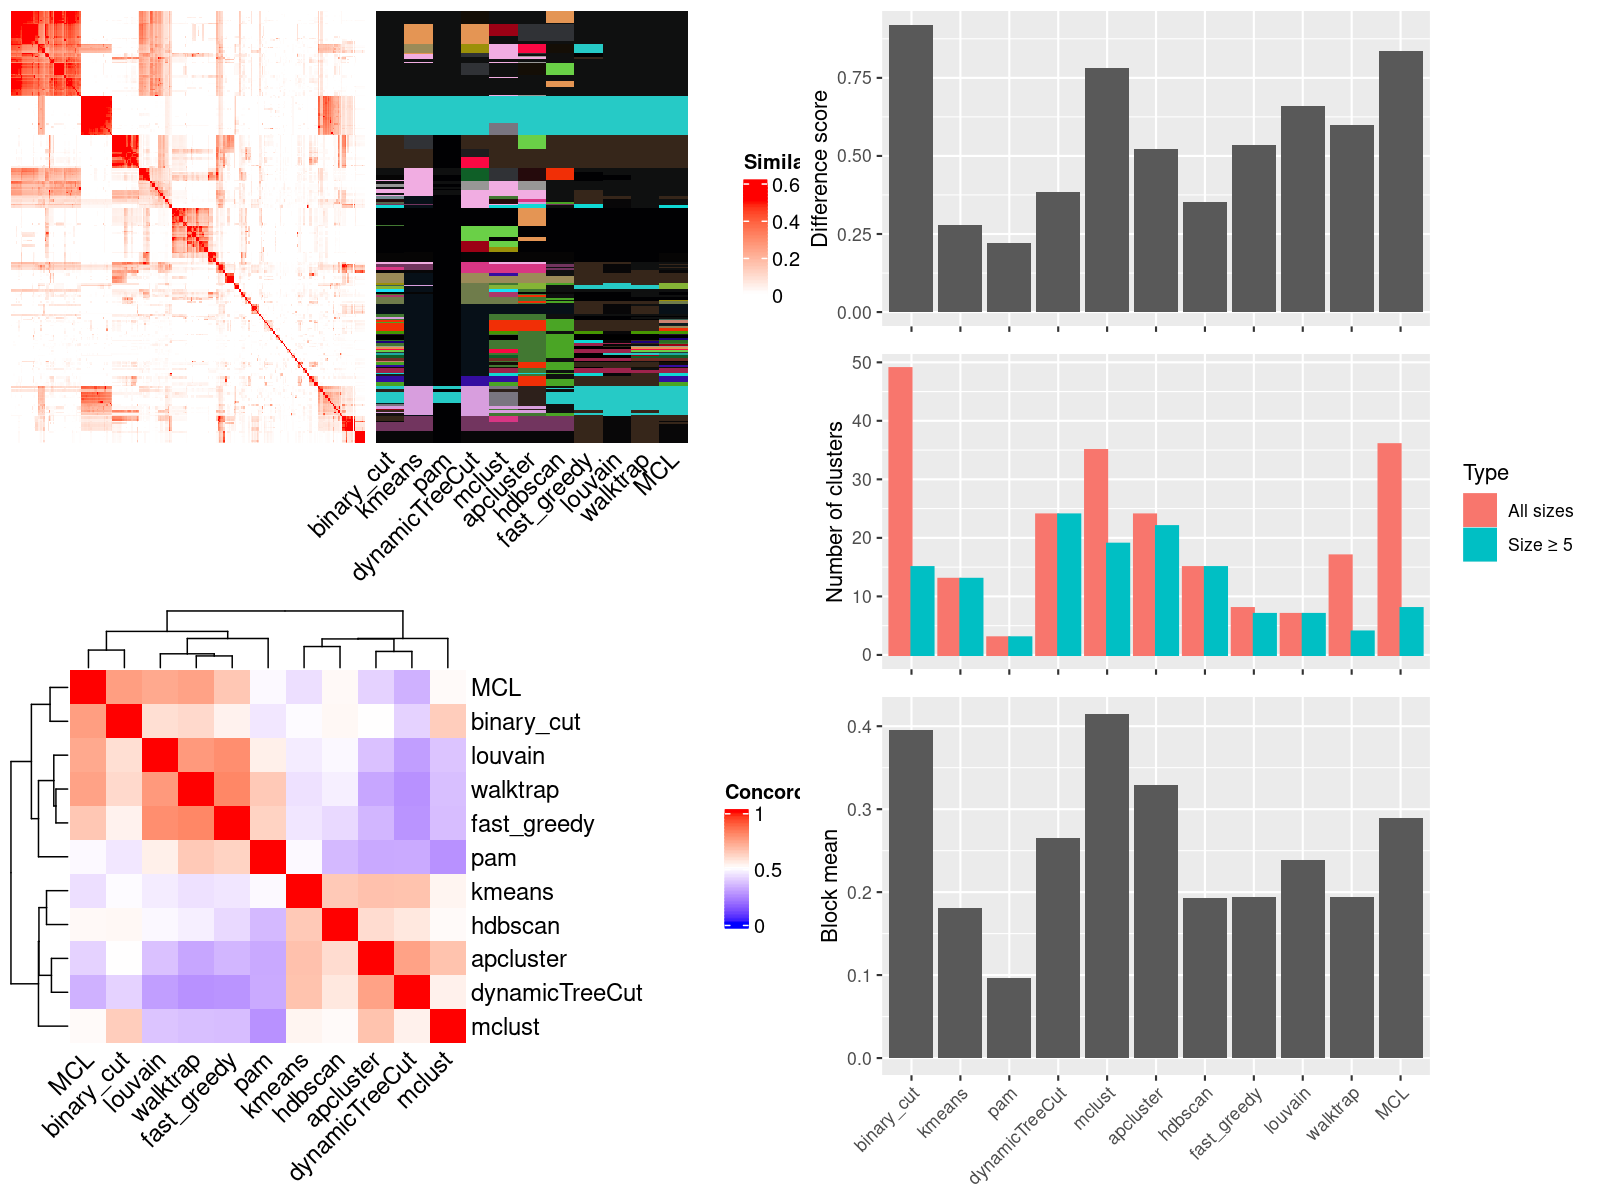 Simila
0.6
0.4
0.2
0
binary_cut
kmeans
pam
dynamicTreeCut
mclust
apcluster
hdbscan
fast_greedy
louvain
walktrap
MCL
MCL
binary_cut
louvain
walktrap
fast_greedy
pam
kmeans
hdbscan
apcluster
dynamicTreeCut
mclust
Concord
1
0.5
0
MCL
binary_cut
louvain
walktrap
fast_greedy
pam
kmeans
hdbscan
apcluster
dynamicTreeCut
mclust
Difference score
0.75
0.50
0.25
0.00
Number of clusters
50
40
30
20
10
0
Type
All sizes
Size ≥ 5
Block mean
0.4
0.3
0.2
0.1
0.0
binary_cut
kmeans
pam
dynamicTreeCut
mclust
apcluster
hdbscan
fast_greedy
louvain
walktrap
MCL